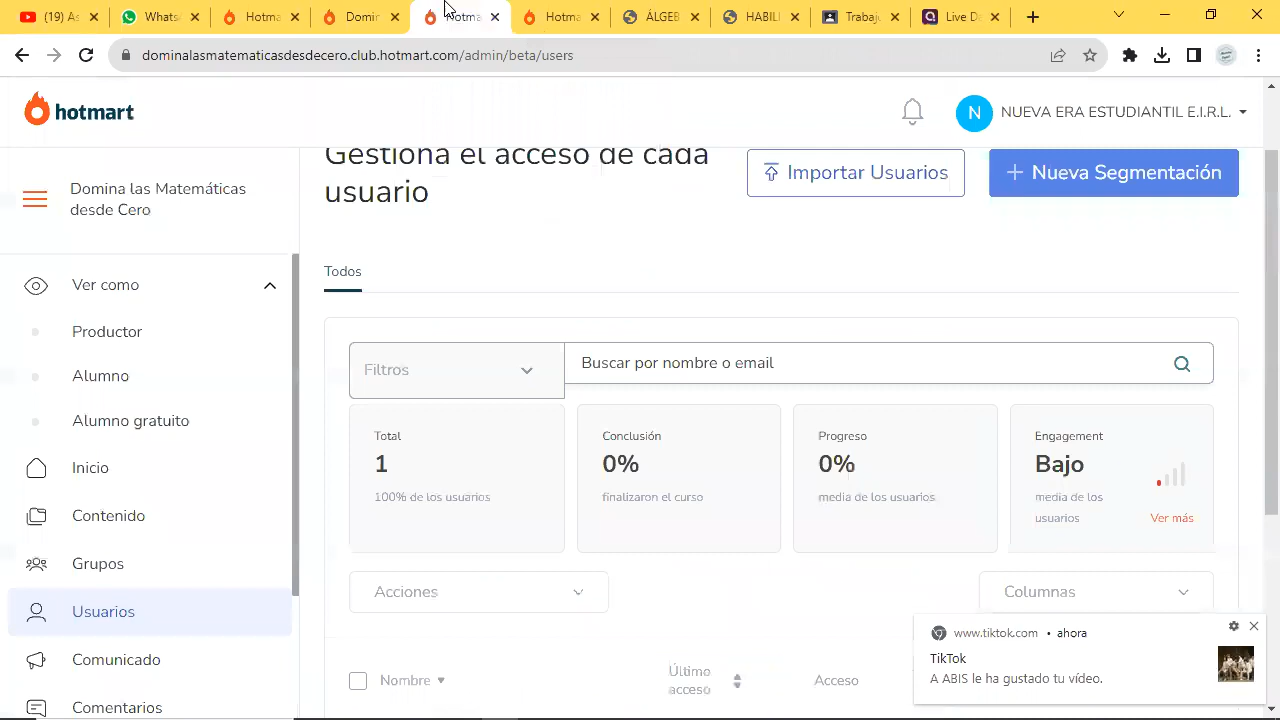 (19) As
Whats
Hotma
Domin
Hotma
Hotma
ÁLGEB
HABILI
Trabaj
Live Da
dominalasmatematicasdesdecero.club.hotmart.com/admin/beta/users
hotmart
N
NUEVA ERA ESTUDIANTIL E.I.R.L.
Domina las Matemáticas
desde Cero
Ver como
Productor
Alumno
Alumno gratuito
Inicio
Contenido
Grupos
Usuarios
Comunicado
Comentarios
Gestiona el acceso de cada
usuario
Importar Usuarios
+ Nueva Segmentación
Todos
Filtros
Buscar por nombre o email
Total
1
100% de los usuarios
Conclusión
0%
finalizaron el curso
Progreso
0%
media de los usuarios
Engagement
Bajo
media de los
usuarios
Ver más
Acciones
Columnas
Nombre
Último
acceso
Acceso
www.tiktok.com • ahora
TikTok
A ABIS le ha gustado tu vídeo.